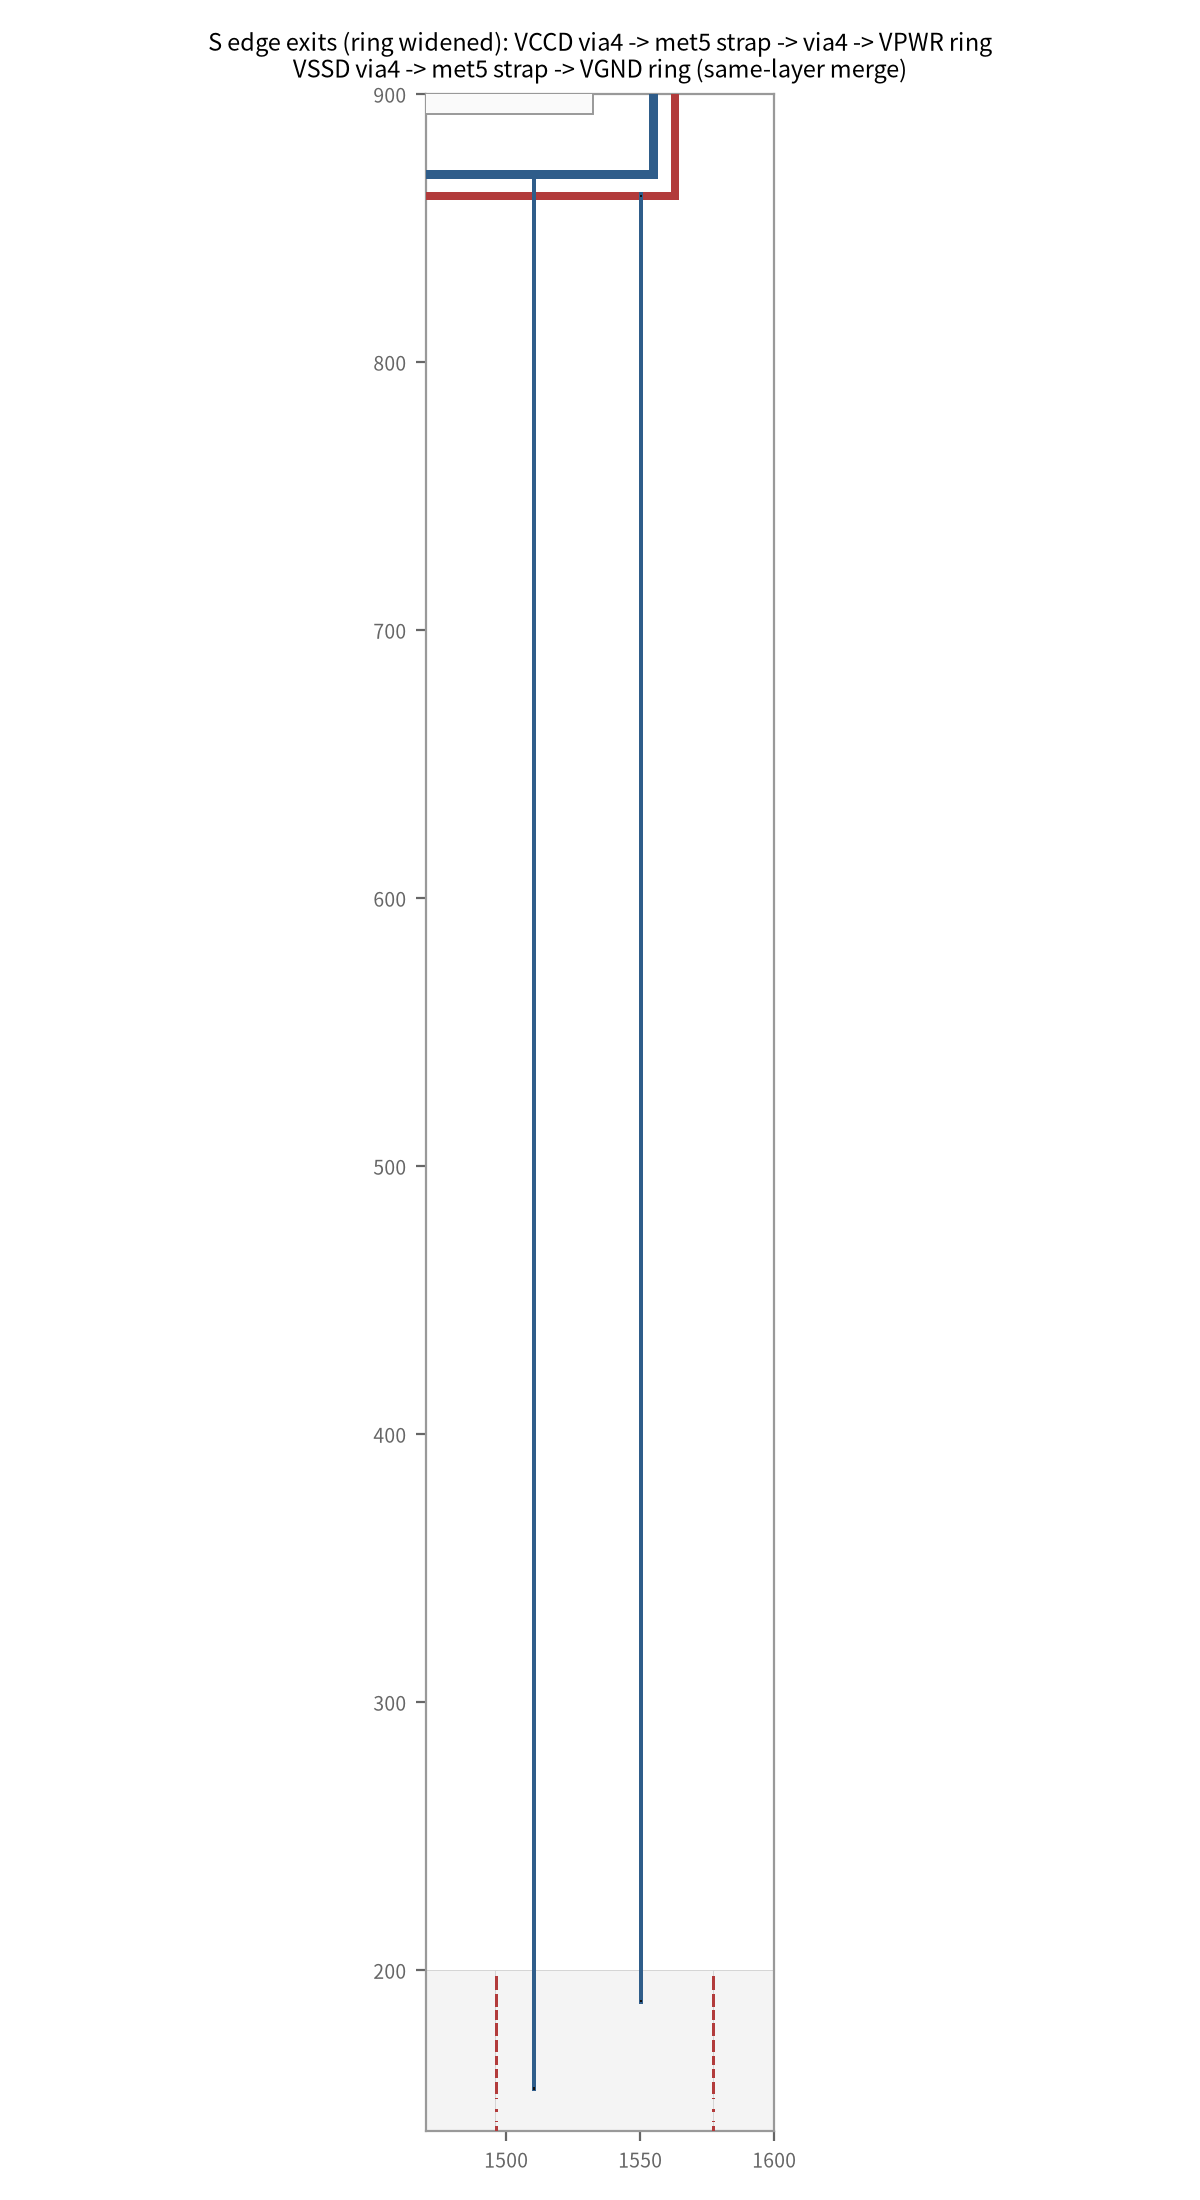 S edge exits (ring widened): VCCD via4 -> met5 strap -> via4 -> VPWR ring
VSSD via4 -> met5 strap -> VGND ring (same-layer merge)
900
800
700
600
500
400
300
200
1500 1550 1600